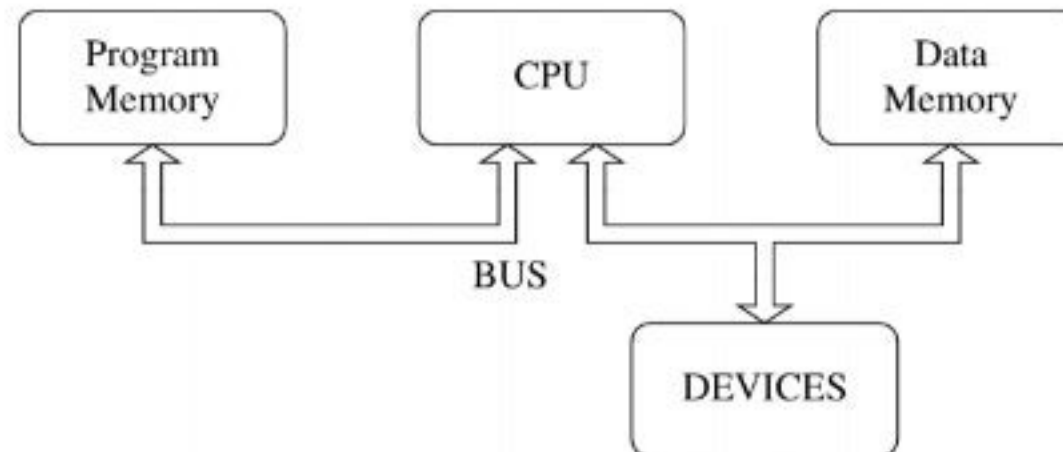 Program
Memory
CPU
Data
Memory
BUS
DEVICES